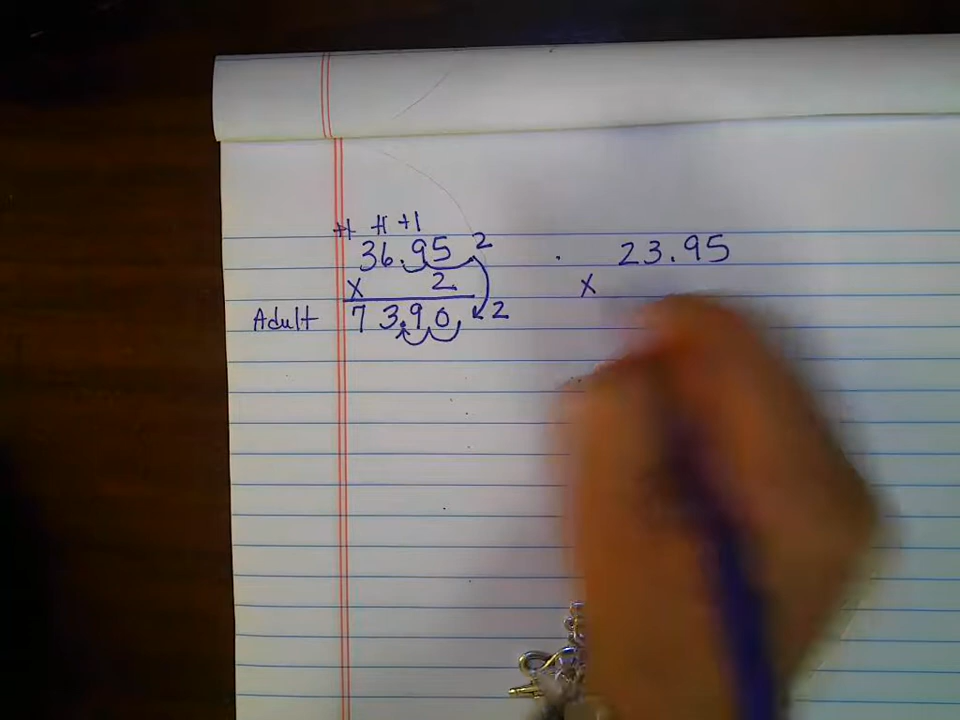 +1 +1 +1
36.95 2
x 2
Adult 73.90 2
23.95
x